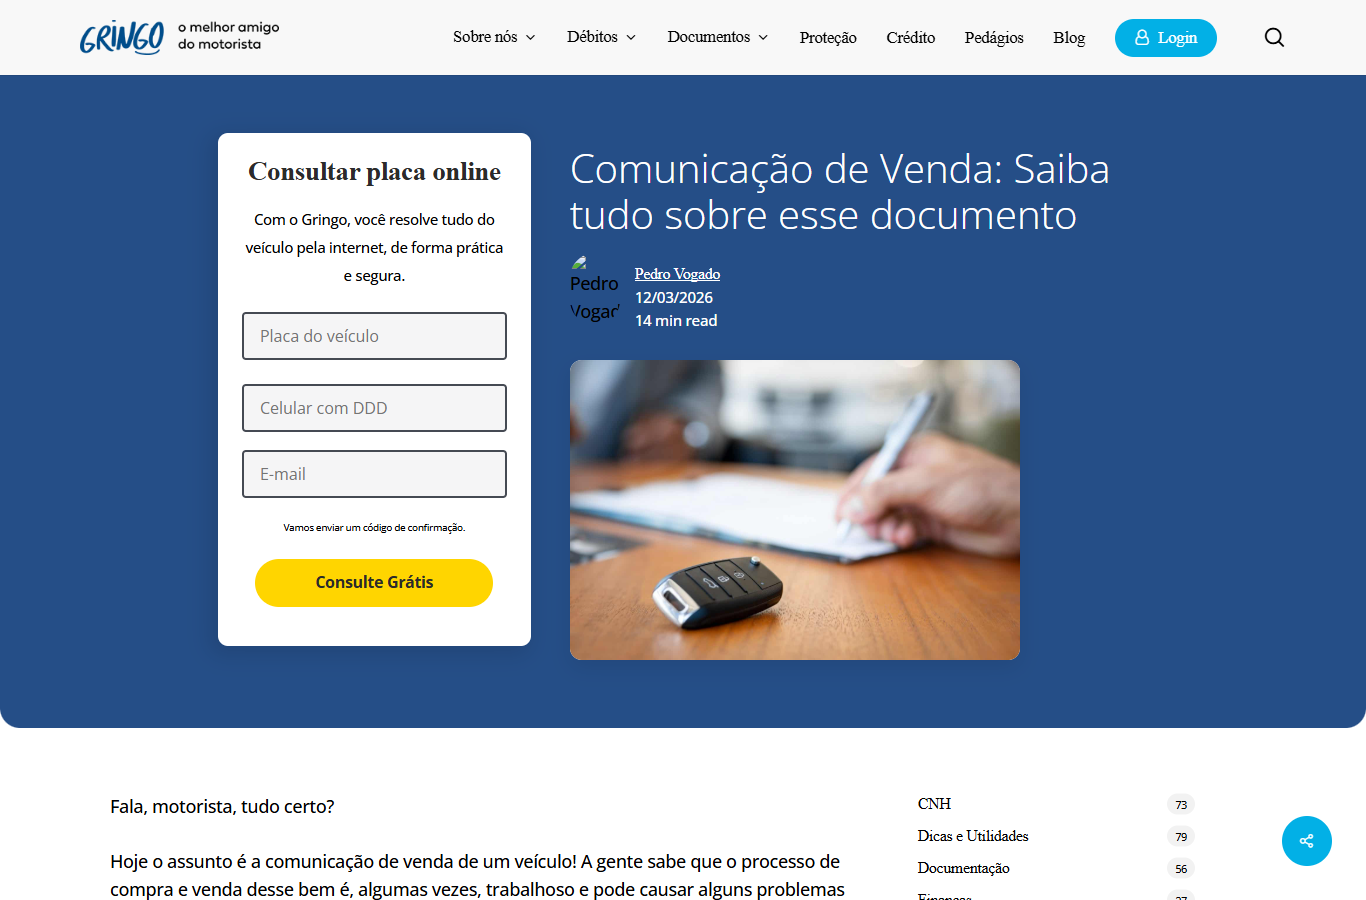 GRINGO
o melhor amigo
do motorista
Sobre nós
Débitos
Documentos
Proteção
Crédito
Pedágios
Blog
Login
Consultar placa online
Com o Gringo, você resolve tudo do
veículo pela internet, de forma prática
e segura.
Placa do veículo
Celular com DDD
E-mail
Vamos enviar um código de confirmação.
Consulte Grátis
Comunicação de Venda: Saiba
tudo sobre esse documento
Pedro
Vogad
Pedro Vogado
12/03/2026
14 min read
Fala, motorista, tudo certo?
Hoje o assunto é a comunicação de venda de um veículo! A gente sabe que o processo de
compra e venda desse bem é, algumas vezes, trabalhoso e pode causar alguns problemas
CNH 73
Dicas e Utilidades 79
Documentação 56
Finanças 27